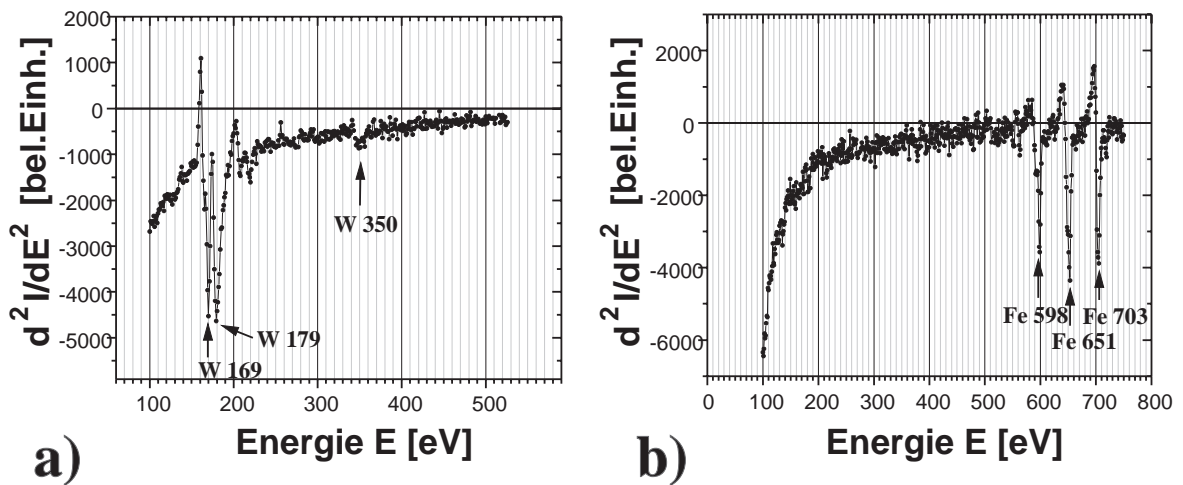 d²I/dE² [bel.Einh.]
2000
1000
0
-1000
-2000
-3000
-4000
-5000
W 350
W 179
W 169
100 200 300 400 500
Energie E [eV]
a)
d²I/dE² [bel.Einh.]
2000
0
-2000
-4000
-6000
Fe 598 Fe 703
Fe 651
0 100 200 300 400 500 600 700 800
Energie E [eV]
b)